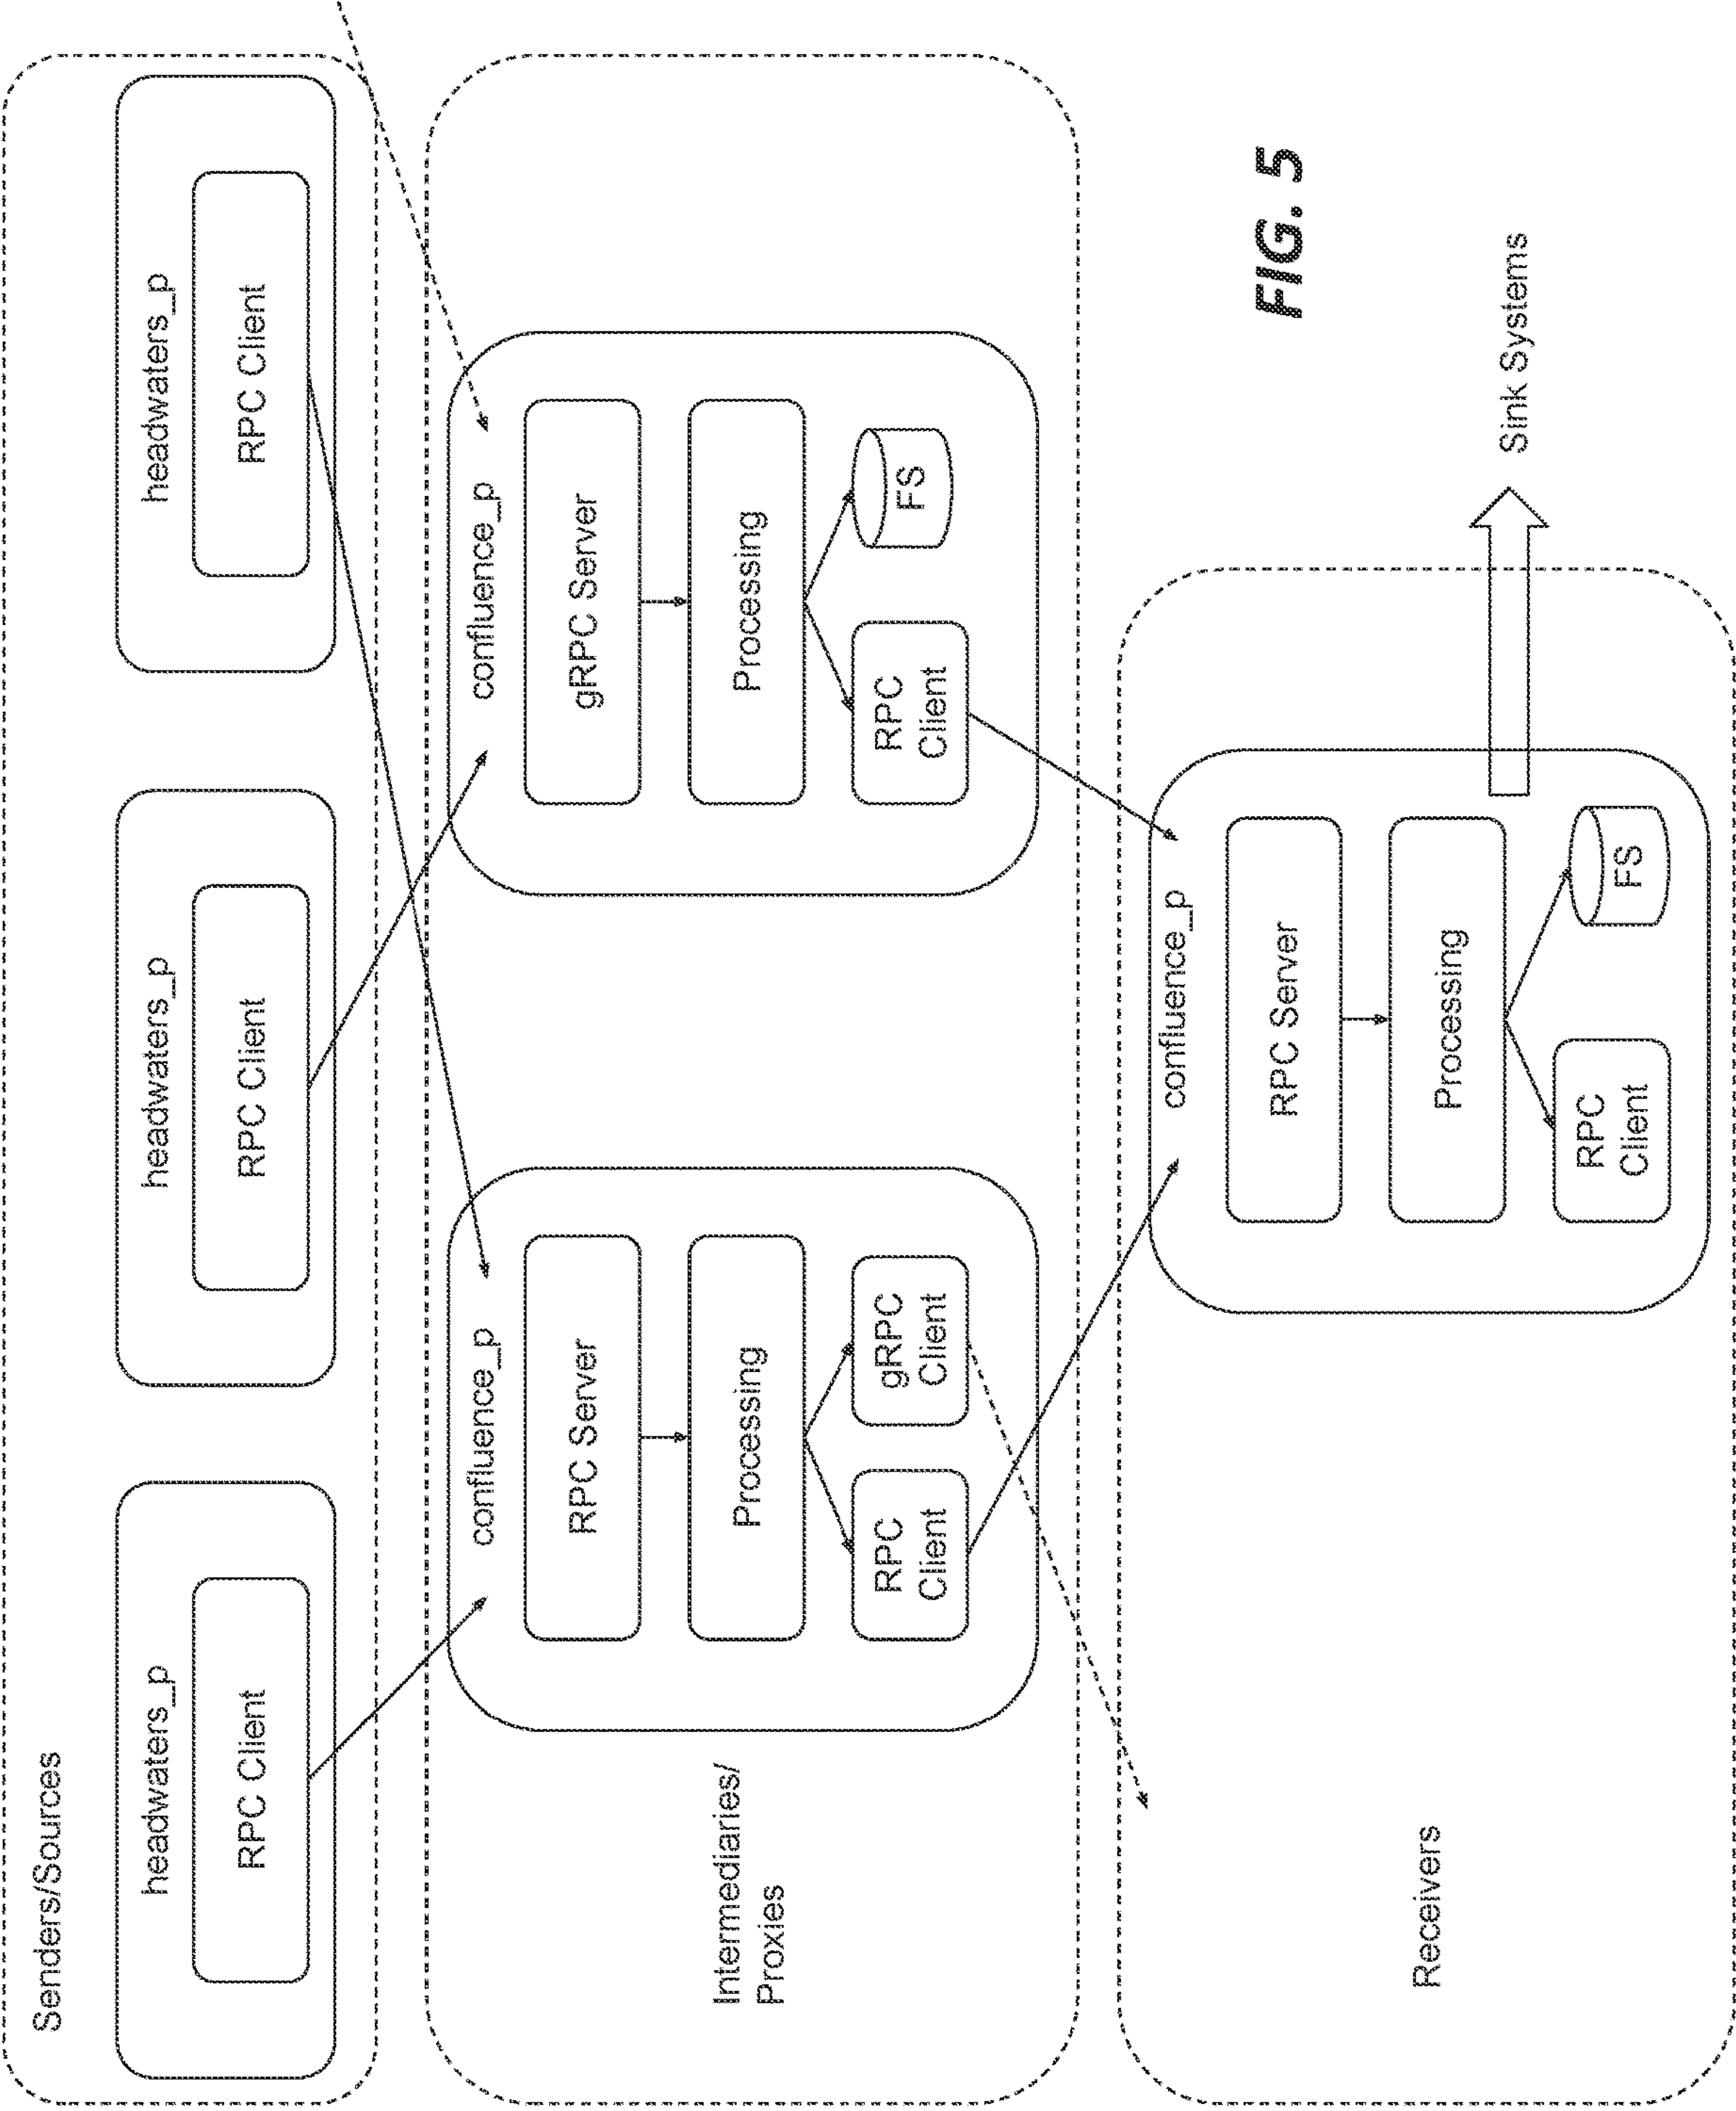 Senders/Sources
headwaters_p
RPC Client
headwaters_p
RPC Client
headwaters_p
RPC Client
Intermediaries/
Proxies
confluence_p
RPC Server
Processing
RPC
Client
gRPC
Client
confluence_p
gRPC Server
Processing
RPC
Client
FS
Receivers
confluence_p
RPC Server
Processing
RPC
Client
FS
Sink Systems
FIG. 5